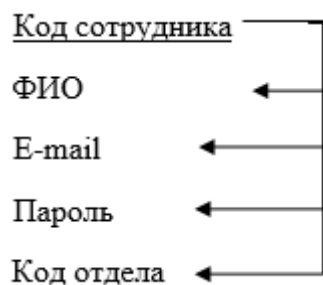 Код сотрудника
ФИО
E-mail
Пароль
Код отдела